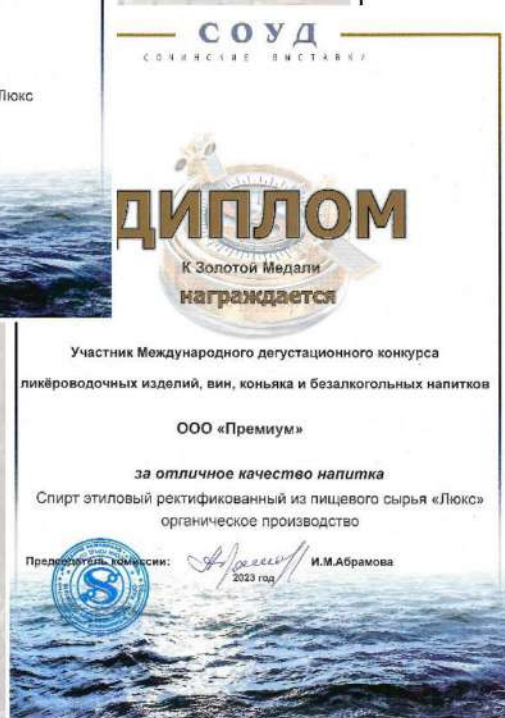 СОУД
СОЧИНСКИЕ ВЫСТАВКИ
Люкс
ДИПЛОМ
К Золотой Медали
награждается
Участник Международного дегустационного конкурса
ликёроводочных изделий, вин, коньяка и безалкогольных напитков
ООО «Премиум»
за отличное качество напитка
Спирт этиловый ректификованный из пищевого сырья «Люкс»
органическое производство
Председатель комиссии: И.М.Абрамова
2023 год